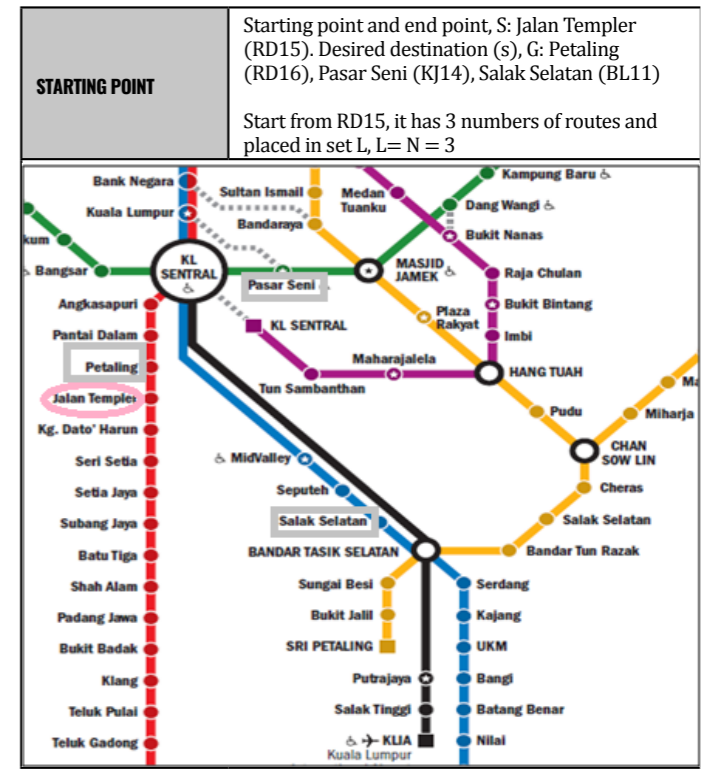 STARTING POINT
Starting point and end point, S: Jalan Templer
(RD15). Desired destination (s), G: Petaling
(RD16), Pasar Seni (KJ14), Salak Selatan (BL11)
Start from RD15, it has 3 numbers of routes and
placed in set L, L= N = 3
Bank Negara
Kuala Lumpur
Sultan Ismail
Bandaraya
Medan
Tuanku
Kampung Baru
Dang Wangi
Bukit Nanas
Bangsar
KL
SENTRAL
Pasar Seni
MASJID
JAMEK
Raja Chulan
Bukit Bintang
Imbi
Angkasapuri
Pantai Dalam
Petaling
Jalan Templer
KL SENTRAL
Plaza
Rakyat
Maharajalela
HANG TUAH
Tun Sambanthan
Kg. Dato' Harun
Seri Setia
Setia Jaya
Subang Jaya
Batu Tiga
Shah Alam
Padang Jawa
Bukit Badak
Klang
Teluk Pulai
Teluk Gadong
Pudu
Miharja
CHAN
SOW LIN
Cheras
Salak Selatan
Bandar Tun Razak
MidValley
Seputeh
Salak Selatan
BANDAR TASIK SELATAN
Sungai Besi
Bukit Jalil
SRI PETALING
Serdang
Kajang
UKM
Bangi
Batang Benar
Nilai
Putrajaya
Salak Tinggi
KLIA
Kuala Lumpur